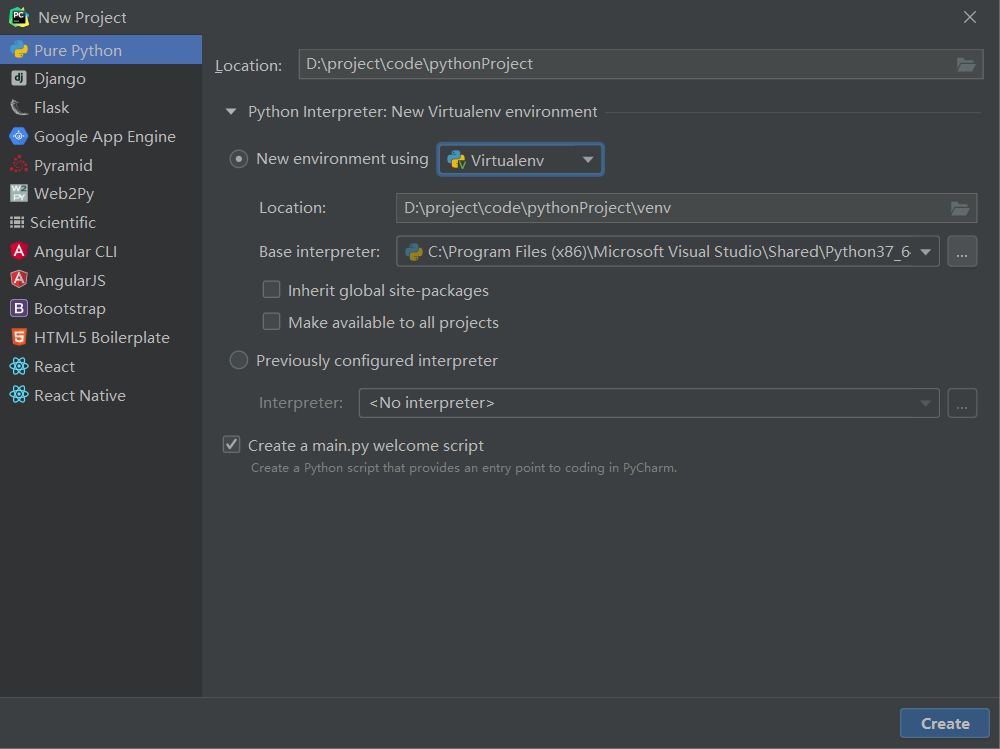 New Project
Pure Python
Django
Flask
Google App Engine
Pyramid
Web2Py
Scientific
Angular CLI
AngularJS
Bootstrap
HTML5 Boilerplate
React
React Native
Location: D:\project\code\pythonProject
Python Interpreter: New Virtualenv environment
New environment using Virtualenv
Location: D:\project\code\pythonProject\venv
Base interpreter: C:\Program Files (x86)\Microsoft Visual Studio\Shared\Python37_6 ...
Inherit global site-packages
Make available to all projects
Previously configured interpreter
Interpreter: <No interpreter> ...
Create a main.py welcome script
Create a Python script that provides an entry point to coding in PyCharm.
Create